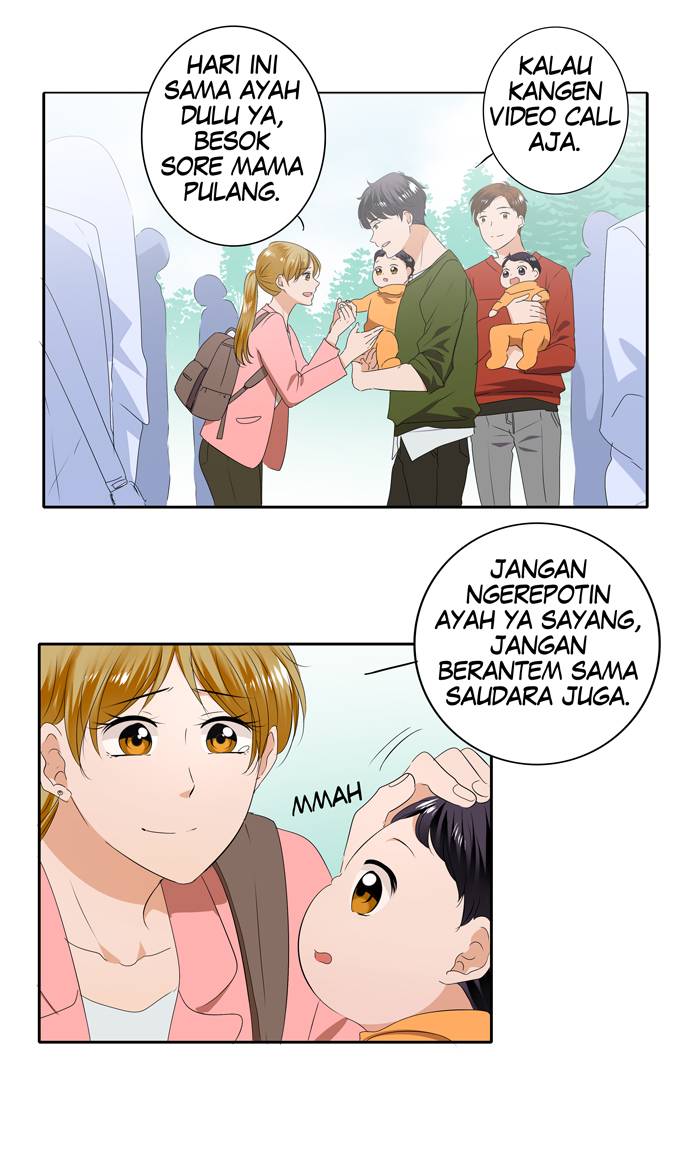 HARI INI
SAMA AYAH
DULU YA,
BESOK
SORE MAMA
PULANG.
KALAU
KANGEN
VIDEO CALL
AJA.
JANGAN
NGEREPOTIN
AYAH YA SAYANG,
JANGAN
BERANTEM SAMA
SAUDARA JUGA.
MMAH